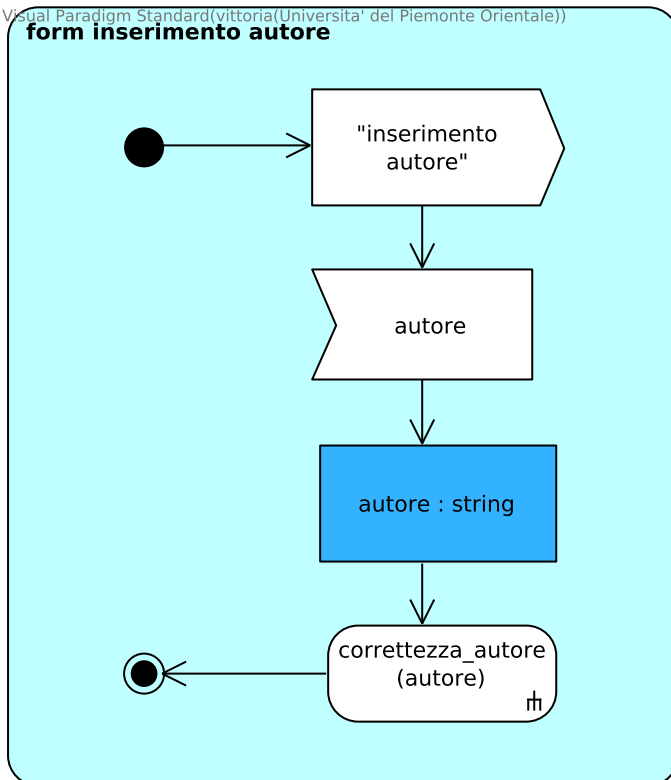 Visual Paradigm Standard(vittoria(Universita' del Piemonte Orientale))
form inserimento autore
"inserimento
autore"
autore
autore : string
correttezza_autore
(autore)